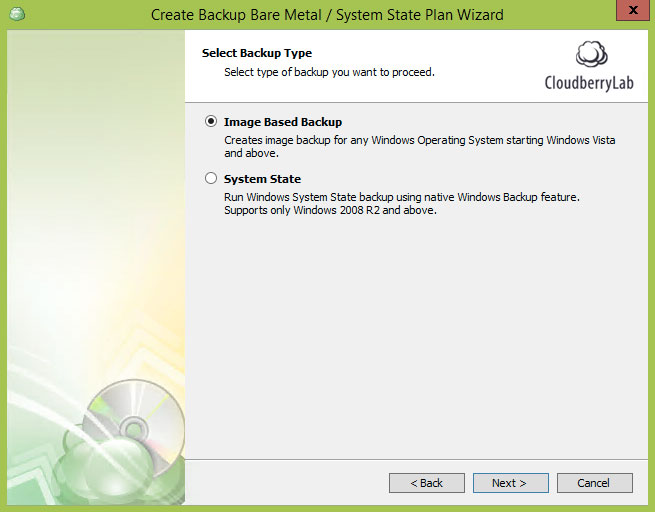 Create Backup Bare Metal / System State Plan Wizard
x
Select Backup Type
Select type of backup you want to proceed.
CloudberryLab
Image Based Backup
Creates image backup for any Windows Operating System starting Windows Vista
and above.
System State
Run Windows System State backup using native Windows Backup feature.
Supports only Windows 2008 R2 and above.
< Back
Next >
Cancel